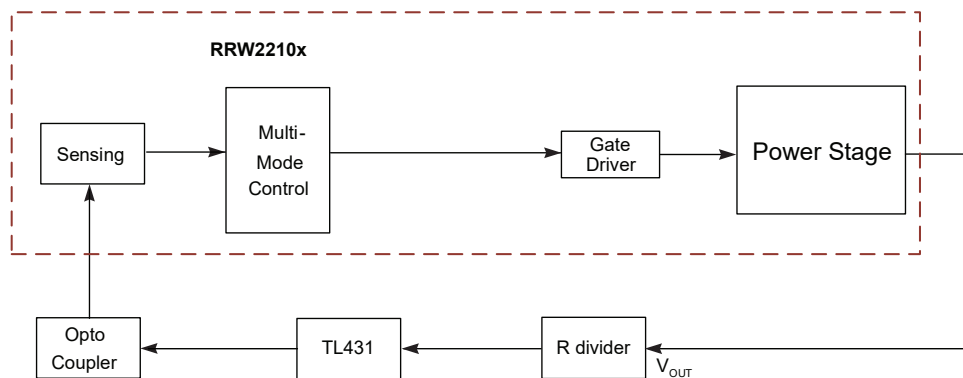 RRW2210x
Sensing
Multi-
Mode
Control
Gate
Driver
Power Stage
Opto
Coupler
TL431
R divider
VOUT